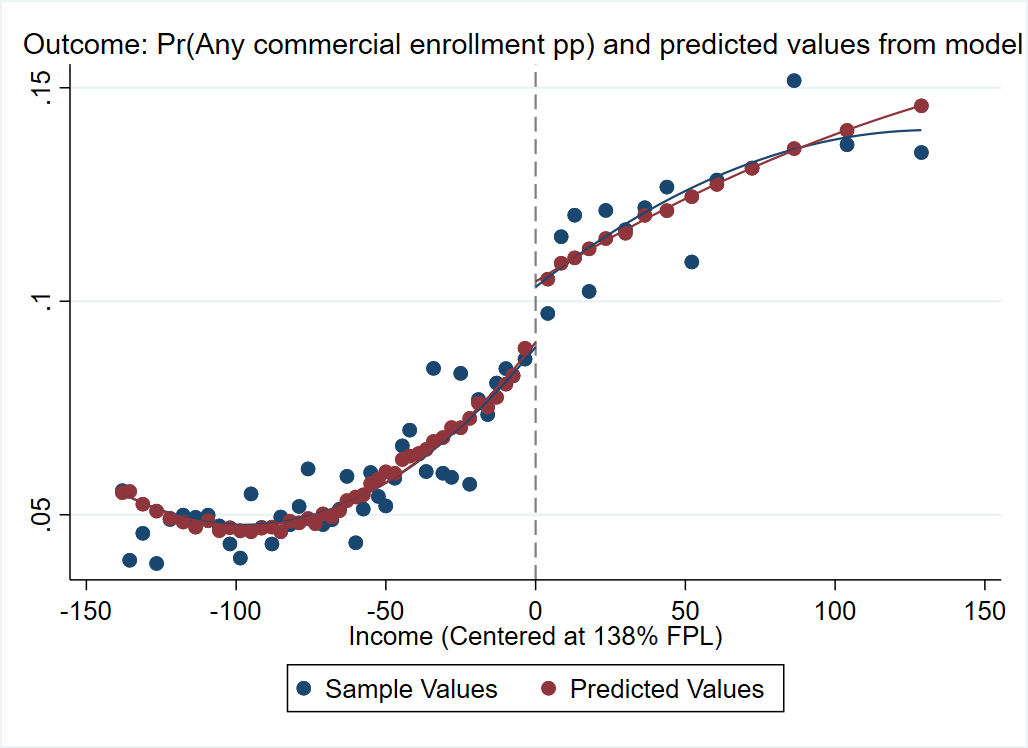 Outcome: Pr(Any commercial enrollment pp) and predicted values from model
.15
.1
.05
-150 -100 -50 0 50 100 150
Income (Centered at 138% FPL)
Sample Values Predicted Values